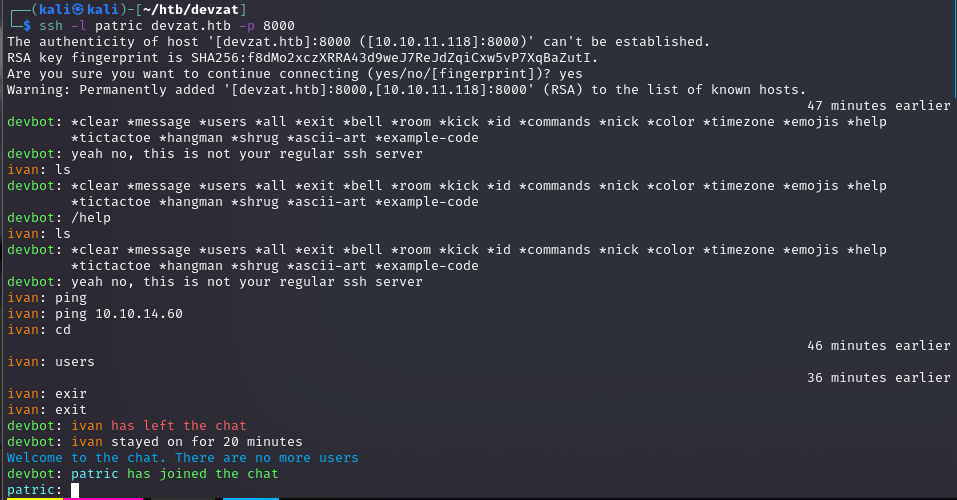 ┌──(kali㉿kali)-[~/htb/devzat]
└─$ ssh -l patric devzat.htb -p 8000
The authenticity of host '[devzat.htb]:8000 ([10.10.11.118]:8000)' can't be established.
RSA key fingerprint is SHA256:f8dMo2xczXRRA43d9weJ7ReJdZqiCxw5vP7XqBaZutI.
Are you sure you want to continue connecting (yes/no/[fingerprint])? yes
Warning: Permanently added '[devzat.htb]:8000,[10.10.11.118]:8000' (RSA) to the list of known hosts.
47 minutes earlier
devbot: *clear *message *users *all *exit *bell *room *kick *id *commands *nick *color *timezone *emojis *help
*tictactoe *hangman *shrug *ascii-art *example-code
devbot: yeah no, this is not your regular ssh server
ivan: ls
devbot: *clear *message *users *all *exit *bell *room *kick *id *commands *nick *color *timezone *emojis *help
*tictactoe *hangman *shrug *ascii-art *example-code
devbot: /help
ivan: ls
devbot: *clear *message *users *all *exit *bell *room *kick *id *commands *nick *color *timezone *emojis *help
*tictactoe *hangman *shrug *ascii-art *example-code
devbot: yeah no, this is not your regular ssh server
ivan: ping
ivan: ping 10.10.14.60
ivan: cd
46 minutes earlier
ivan: users
36 minutes earlier
ivan: exir
ivan: exit
devbot: ivan has left the chat
devbot: ivan stayed on for 20 minutes
Welcome to the chat. There are no more users
devbot: patric has joined the chat
patric: